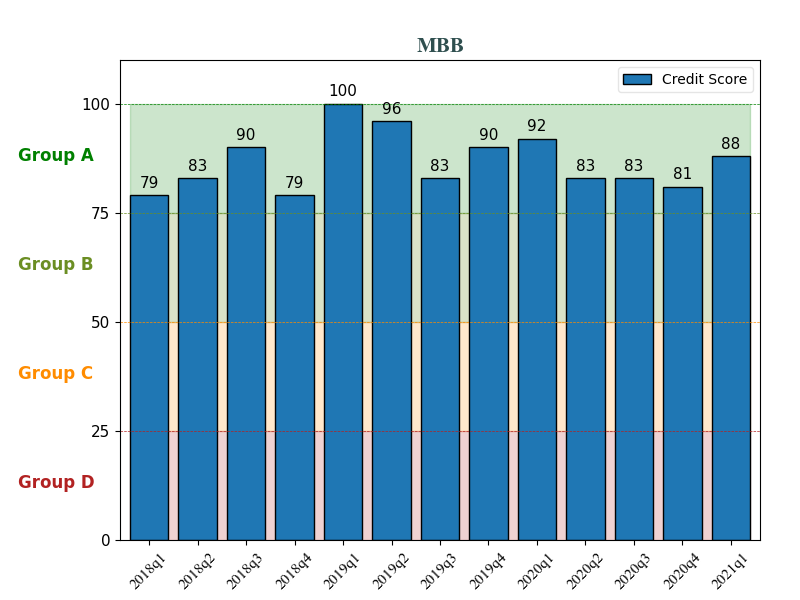 MBB
Credit Score
100
75
50
25
0
Group A
Group B
Group C
Group D
79
83
90
79
100
96
83
90
92
83
83
81
88
2018q1
2018q2
2018q3
2018q4
2019q1
2019q2
2019q3
2019q4
2020q1
2020q2
2020q3
2020q4
2021q1